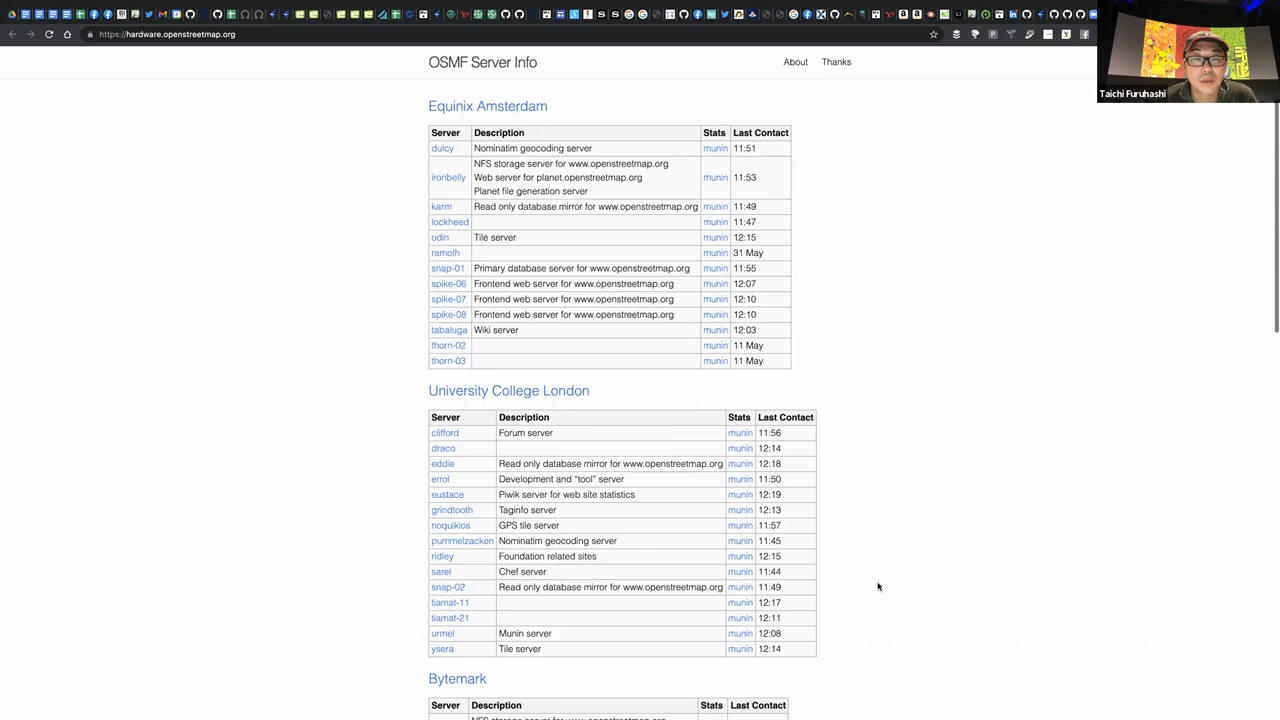 https://hardware.openstreetmap.org
Taichi Furuhashi
OSMF Server Info About Thanks
Equinix Amsterdam
Server Description Stats Last Contact
dulcy Nominatim geocoding server munin 11:51
NFS storage server for www.openstreetmap.org
ironbelly Web server for planet.openstreetmap.org munin 11:53
Planet file generation server
karm Read only database mirror for www.openstreetmap.org munin 11:49
lockheed munin 11:47
odin Tile server munin 12:15
ramoth munin 31 May
snap-01 Primary database server for www.openstreetmap.org munin 11:55
spike-06 Frontend web server for www.openstreetmap.org munin 12:07
spike-07 Frontend web server for www.openstreetmap.org munin 12:10
spike-08 Frontend web server for www.openstreetmap.org munin 12:10
tabaluga Wiki server munin 12:03
thorn-02 munin 11 May
thorn-03 munin 11 May
University College London
Server Description Stats Last Contact
clifford Forum server munin 11:56
draco munin 12:14
eddie Read only database mirror for www.openstreetmap.org munin 12:18
errol Development and “tool” server munin 11:50
eustace Piwik server for web site statistics munin 12:19
grindtooth Taginfo server munin 12:13
noquiklos GPS tile server munin 11:57
pummelzacken Nominatim geocoding server munin 11:45
ridley Foundation related sites munin 12:15
sarel Chef server munin 11:44
snap-02 Read only database mirror for www.openstreetmap.org munin 11:49
tiamat-11 munin 12:17
tiamat-21 munin 12:11
urmel Munin server munin 12:08
ysera Tile server munin 12:14
Bytemark
Server Description Stats Last Contact